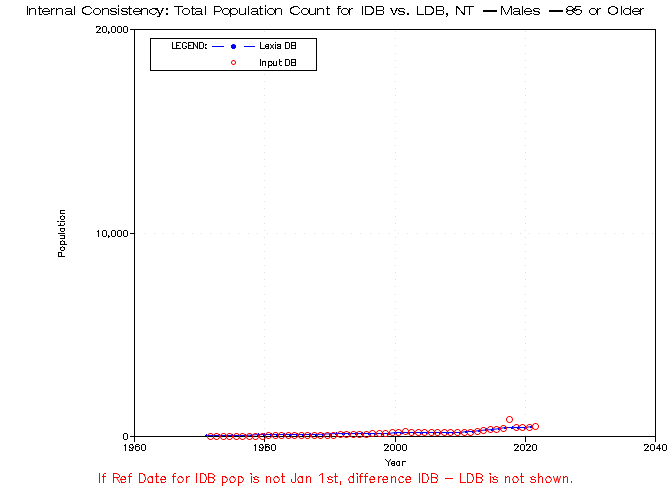 Internal Consistency: Total Population Count for IDB vs. LDB, NT — Males — 85 or Older
20,000
LEGEND: Lexis DB
Input DB
Population
10,000
0
1960 1980 2000 2020 2040
Year
If Ref Date for IDB pop is not Jan 1st, difference IDB – LDB is not shown.